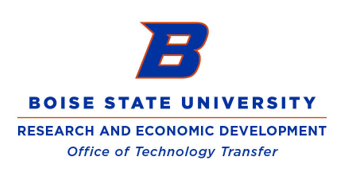 B
BOISE STATE UNIVERSITY
RESEARCH AND ECONOMIC DEVELOPMENT
Office of Technology Transfer